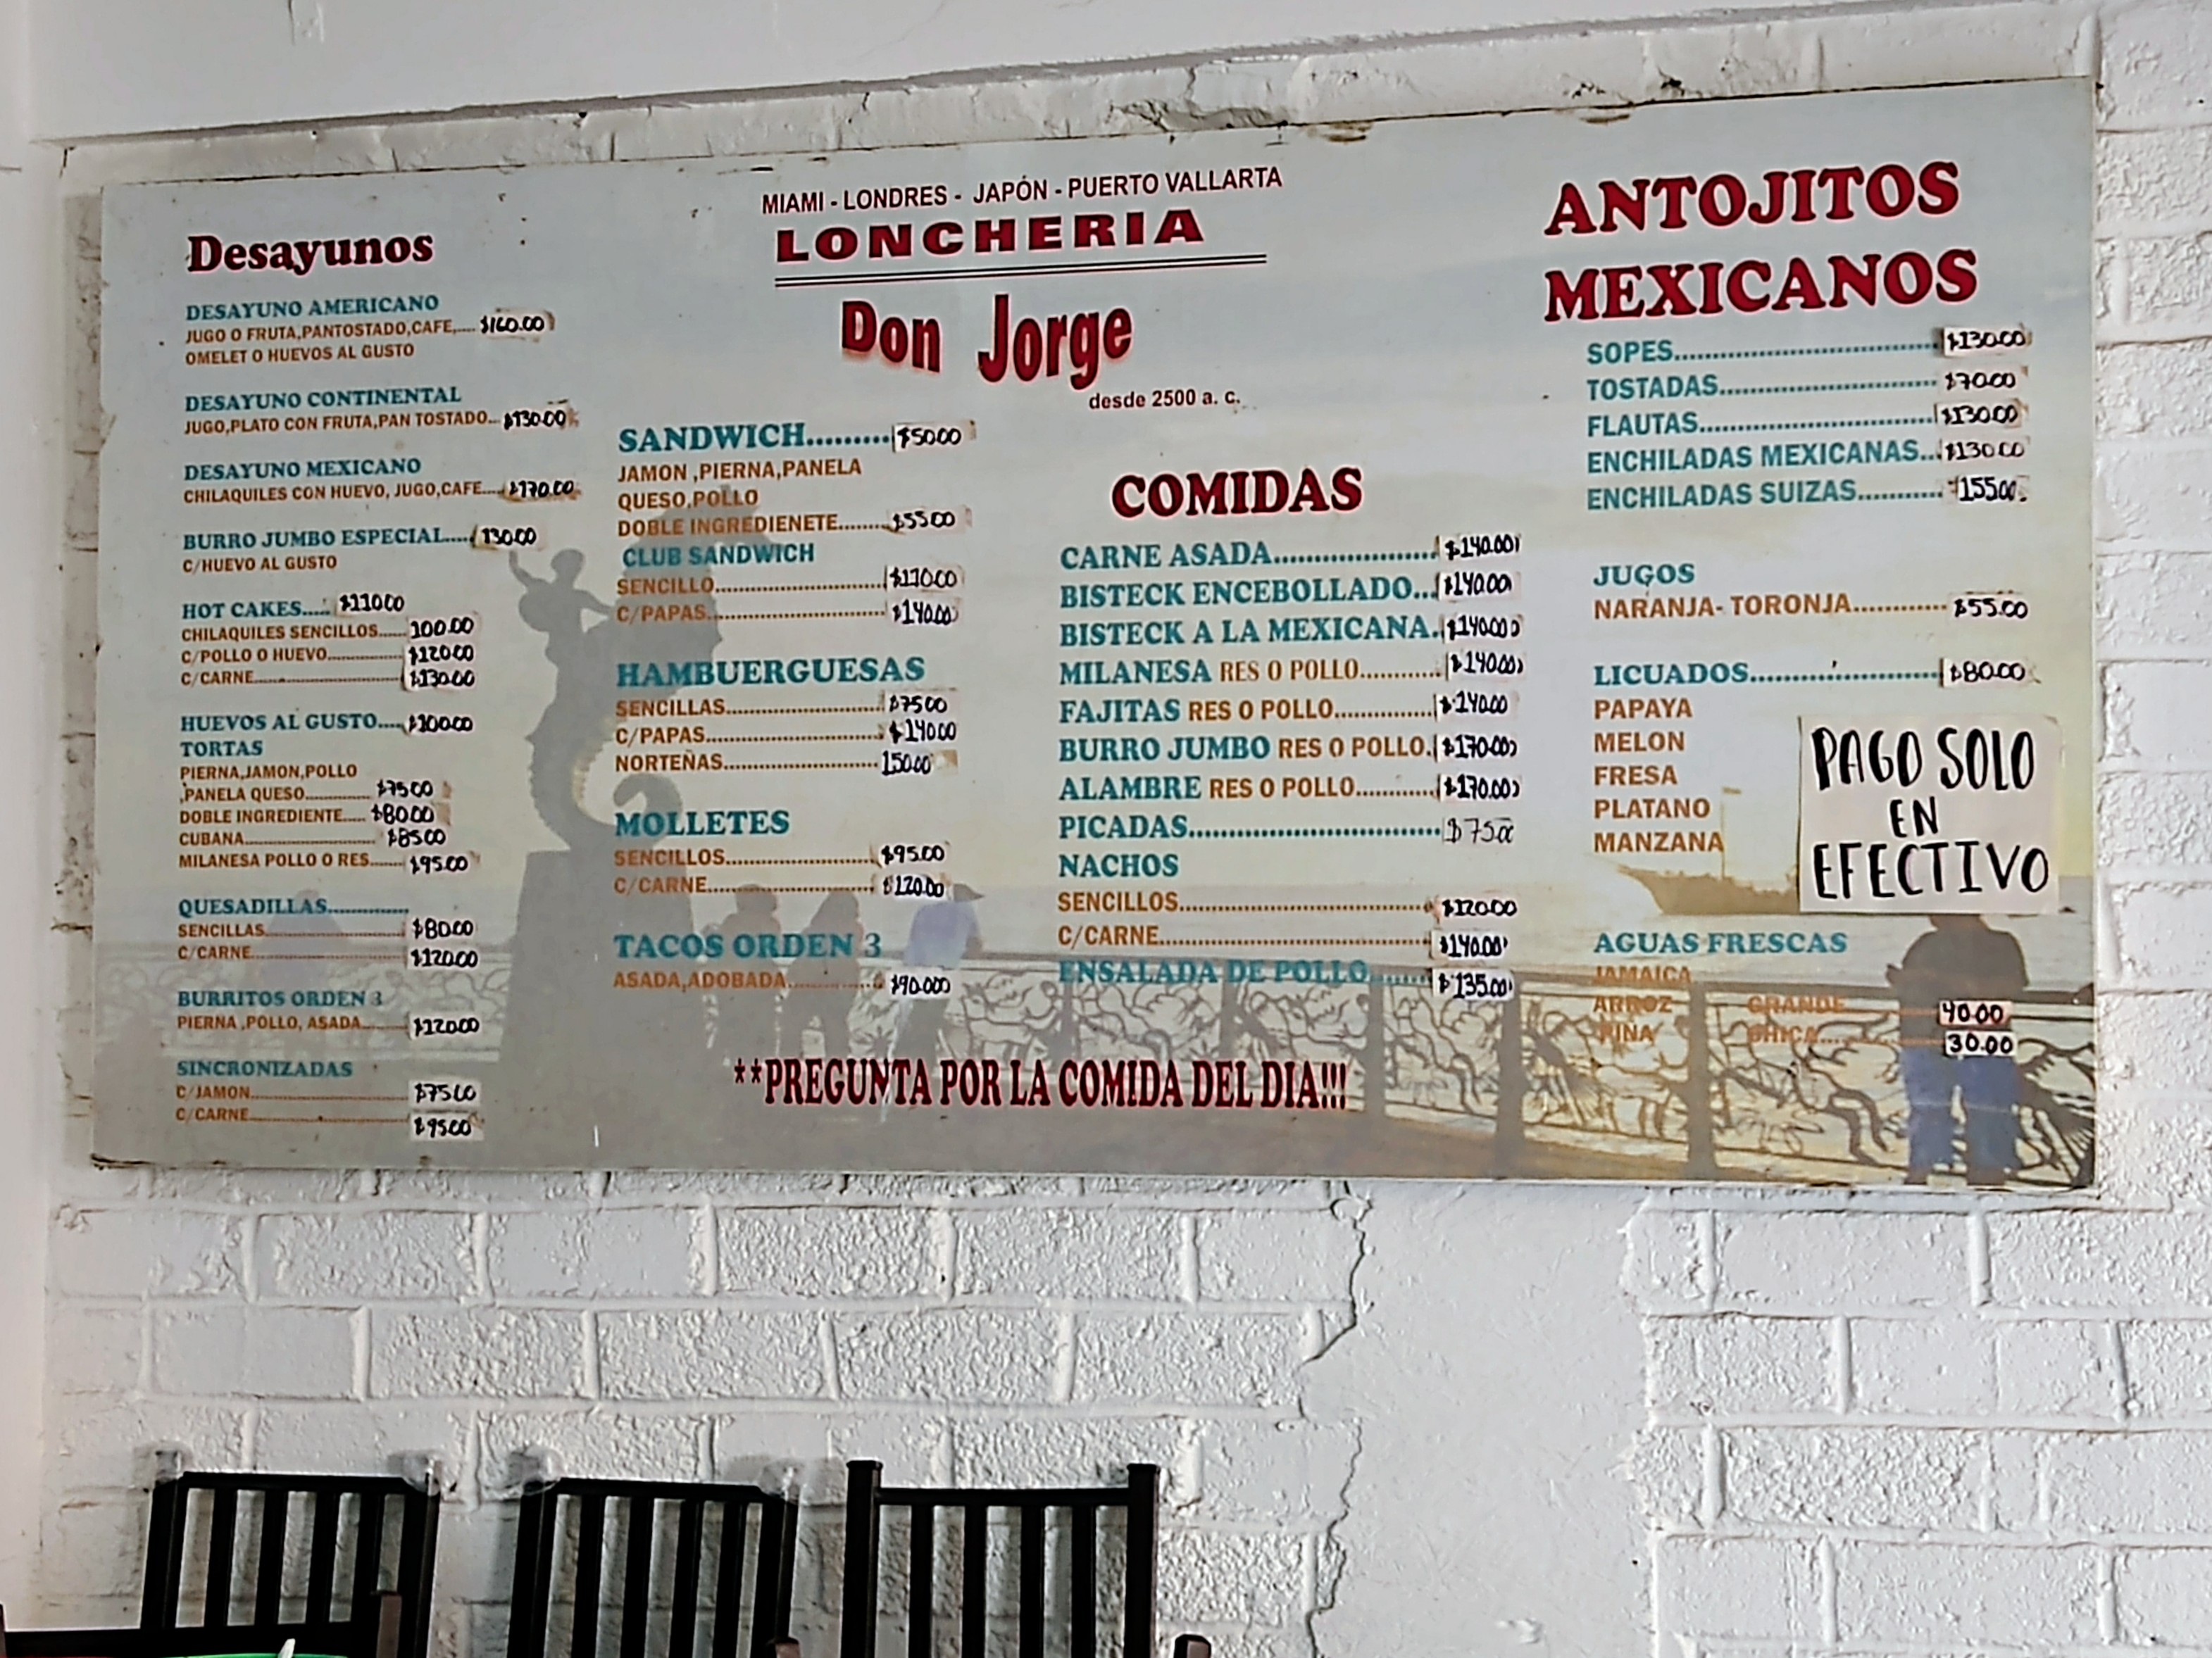 MIAMI - LONDRES - JAPÓN - PUERTO VALLARTA
LONCHERIA
Don Jorge
desde 2500 a. c.
Desayunos
DESAYUNO AMERICANO
JUGO O FRUTA,PANTOSTADO,CAFE,.... $160.00
OMELET O HUEVOS AL GUSTO
DESAYUNO CONTINENTAL
JUGO,PLATO CON FRUTA,PAN TOSTADO... $130.00
DESAYUNO MEXICANO
CHILAQUILES CON HUEVO, JUGO,CAFE.... $170.00
BURRO JUMBO ESPECIAL.... 130.00
C/HUEVO AL GUSTO
HOT CAKES..... $110.00
CHILAQUILES SENCILLOS...... 100.00
C/POLLO O HUEVO................ $120.00
C/CARNE................ $130.00
HUEVOS AL GUSTO.... $100.00
TORTAS
PIERNA,JAMON,POLLO
,PANELA QUESO............. $75.00
DOBLE INGREDIENTE..... $80.00
CUBANA................ $85.00
MILANESA POLLO O RES....... $95.00
QUESADILLAS.............
SENCILLAS................ $80.00
C/CARNE................ $120.00
BURRITOS ORDEN 3
PIERNA ,POLLO, ASADA.......... $120.00
SINCRONIZADAS
C/JAMON................ $75.00
C/CARNE................ $95.00
SANDWICH......... $50.00
JAMON ,PIERNA,PANELA
QUESO,POLLO
DOBLE INGREDIENETE........ $55.00
CLUB SANDWICH
SENCILLO................ $110.00
C/PAPAS................ $140.00
HAMBUERGUESAS
SENCILLAS................ $75.00
C/PAPAS................ $140.00
NORTEÑAS................ 150.00
MOLLETES
SENCILLOS................ $95.00
C/CARNE................ $120.00
TACOS ORDEN 3
ASADA,ADOBADA............. $90.000
COMIDAS
CARNE ASADA................ $140.00
BISTECK ENCEBOLLADO... $140.00
BISTECK A LA MEXICANA. $140.00
MILANESA RES O POLLO............ $140.00
FAJITAS RES O POLLO.............. $140.00
BURRO JUMBO RES O POLLO. $170.00
ALAMBRE RES O POLLO............ $170.00
PICADAS................ $75.00
NACHOS
SENCILLOS................ $120.00
C/CARNE................ $140.00
ENSALADA DE POLLO....... $135.00
**PREGUNTA POR LA COMIDA DEL DIA!!!
ANTOJITOS
MEXICANOS
SOPES................ $130.00
TOSTADAS................ $70.00
FLAUTAS................ $130.00
ENCHILADAS MEXICANAS... $130.00
ENCHILADAS SUIZAS........... 155.00
JUGOS
NARANJA- TORONJA............ $55.00
LICUADOS................ $80.00
PAPAYA
MELON
FRESA
PLATANO
MANZANA
PAGO SOLO
EN
EFECTIVO
AGUAS FRESCAS
JAMAICA
ARROZ GRANDE 40.00
PIÑA CHICA........ 30.00